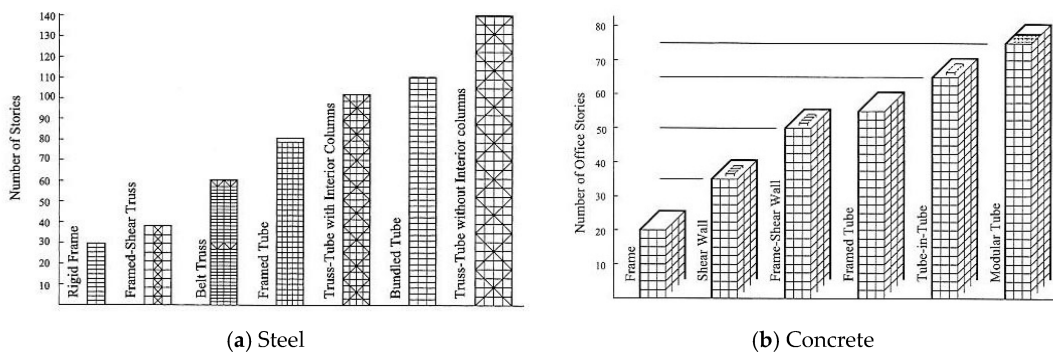 Number of Stories
140
130
120
110
100
90
80
70
60
50
40
30
20
10
Rigid Frame
Framed-Shear Truss
Belt Truss
Framed Tube
Truss-Tube with Interior Columns
Bundled Tube
Truss-Tube without Interior columns
(a) Steel
Number of Office Stories
80
70
60
50
40
30
20
10
Frame
Shear Wall
Frame-Shear Wall
Framed Tube
Tube-in-Tube
Modular Tube
(b) Concrete